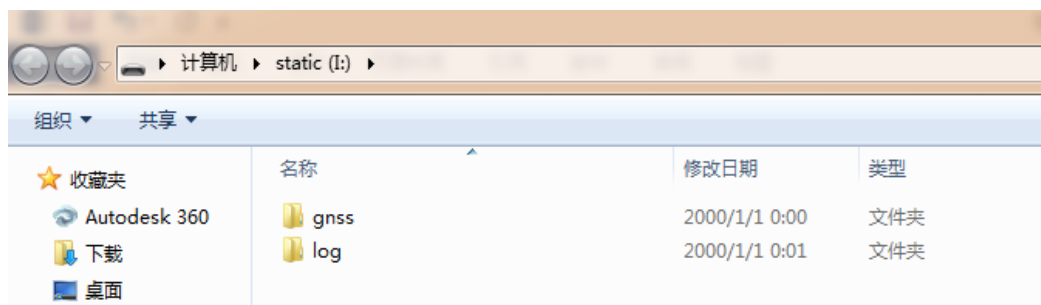 计算机 static (I:)
组织 共享
名称 修改日期 类型
收藏夹
Autodesk 360 gnss 2000/1/1 0:00 文件夹
下载 log 2000/1/1 0:01 文件夹
桌面